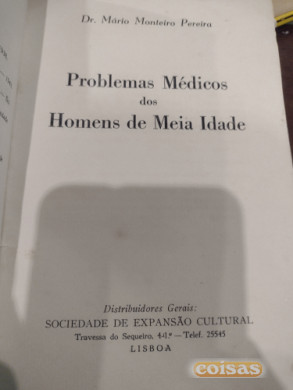 Dr. Mário Monteiro Pereira
Problemas Médicos
dos
Homens de Meia Idade
Distribuidores Gerais:
SOCIEDADE DE EXPANSÃO CULTURAL
Travessa do Sequeiro, 4-1.º — Telef. 25545
LISBOA
coisas